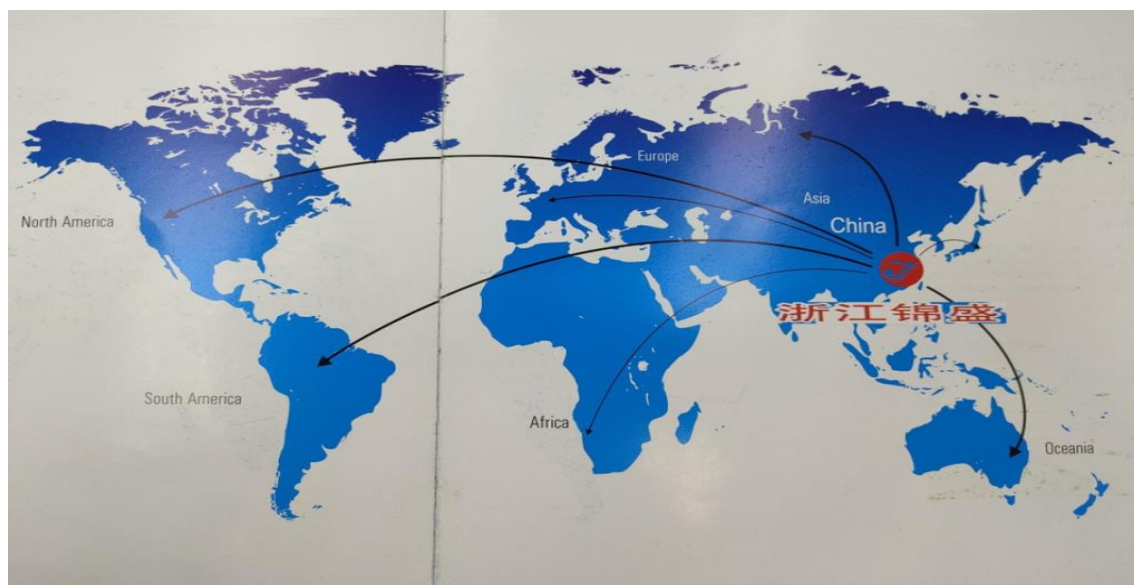 Europe
Asia
North America
China
浙江锦盛
South America
Africa
Oceania